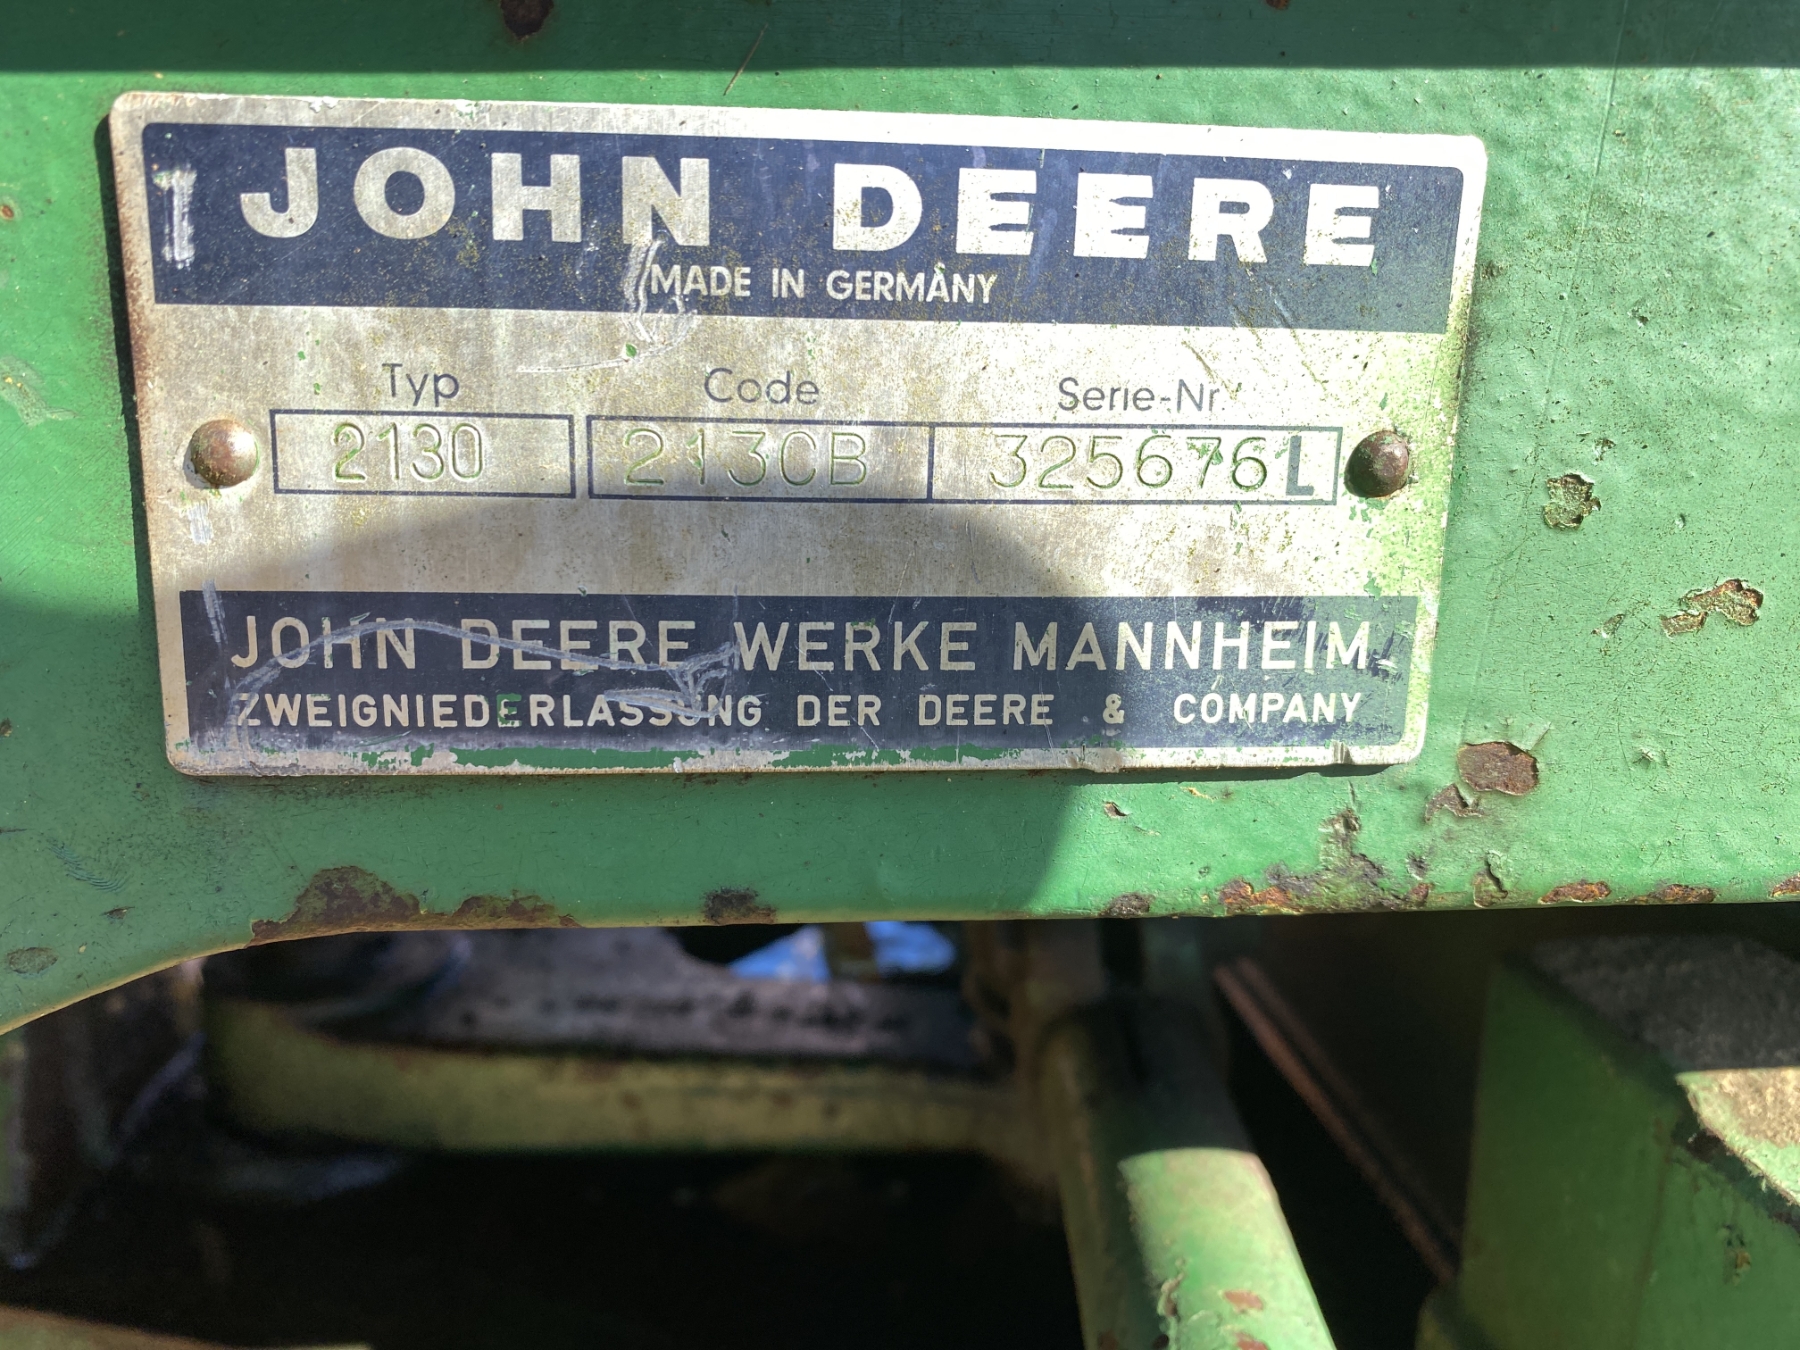 JOHN DEERE
MADE IN GERMANY
Typ Code Serie-Nr.
2130 213CB 325676L
JOHN DEERE WERKE MANNHEIM
ZWEIGNIEDERLASSUNG DER DEERE & COMPANY